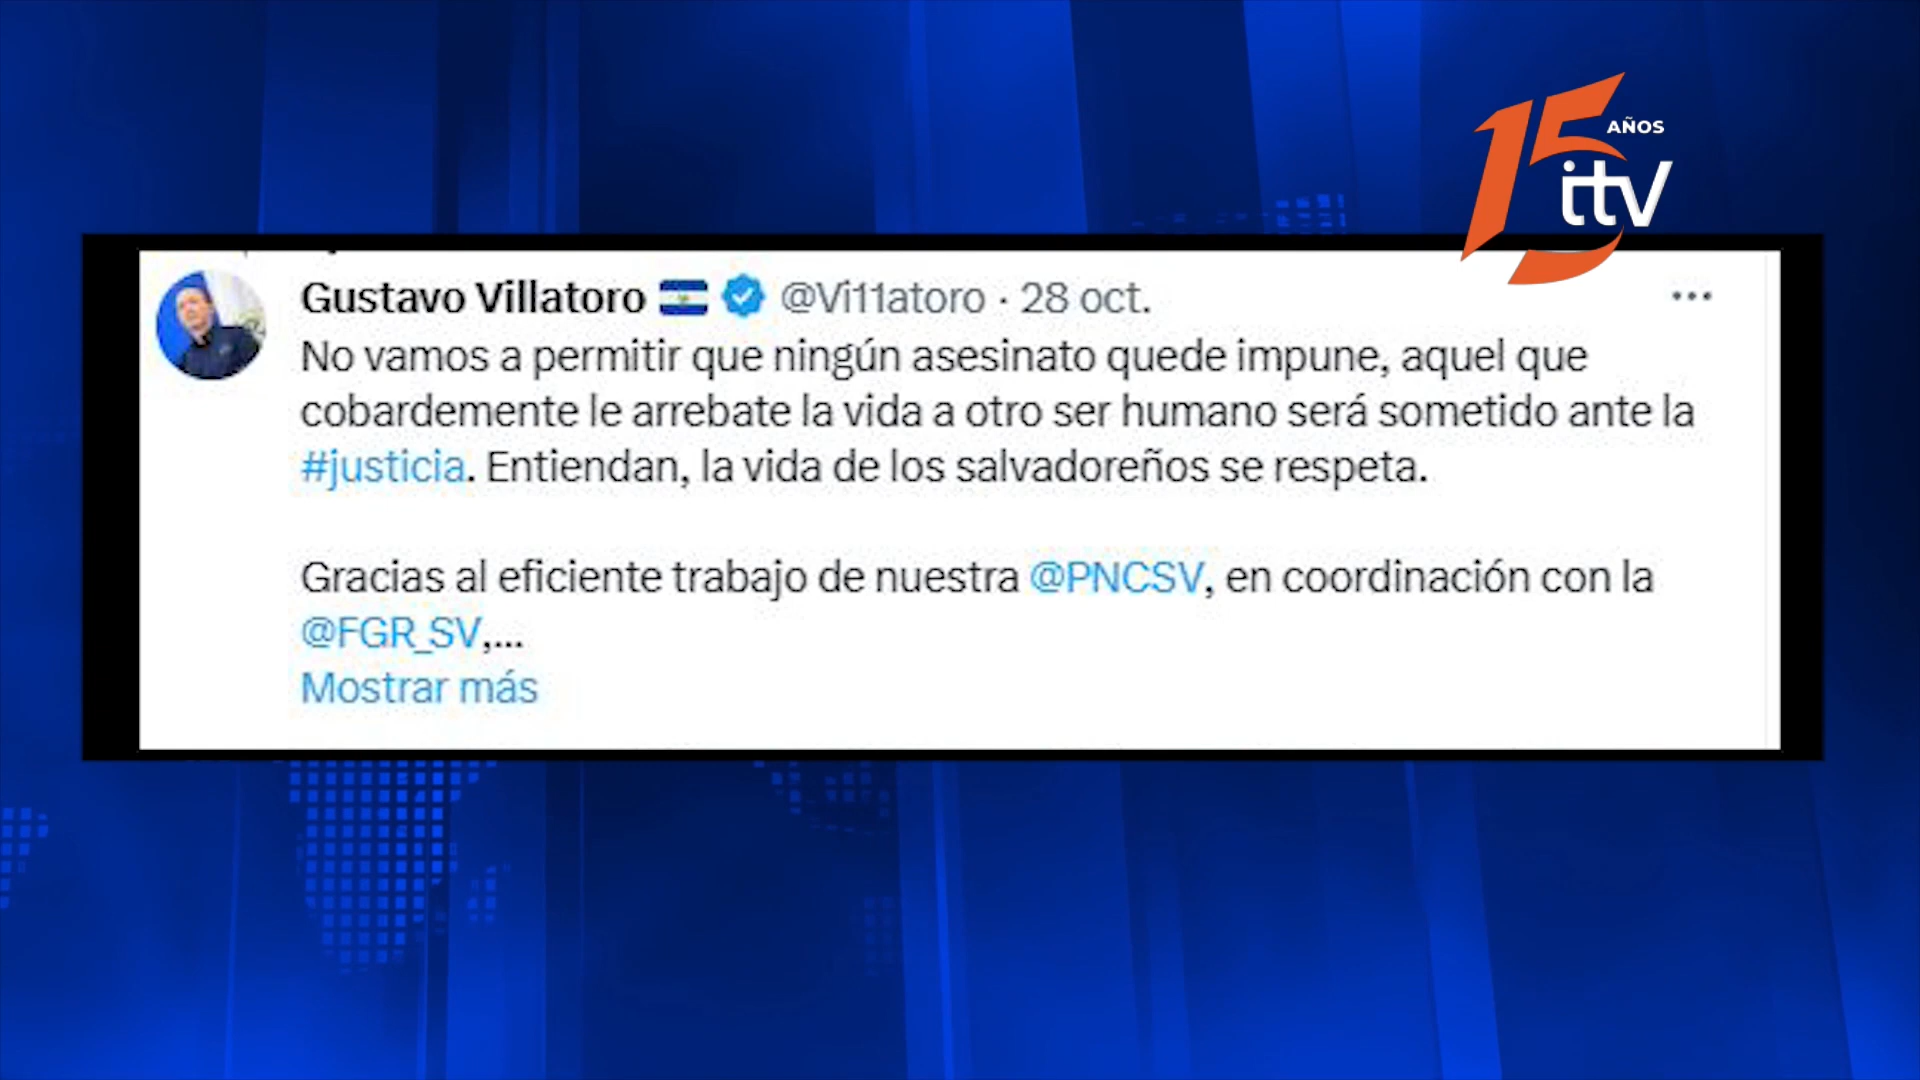 15 AÑOS
itv
Gustavo Villatoro @Vi11atoro · 28 oct.
No vamos a permitir que ningún asesinato quede impune, aquel que
cobardemente le arrebate la vida a otro ser humano será sometido ante la
#justicia. Entiendan, la vida de los salvadoreños se respeta.
Gracias al eficiente trabajo de nuestra @PNCSV, en coordinación con la
@FGR_SV,...
Mostrar más